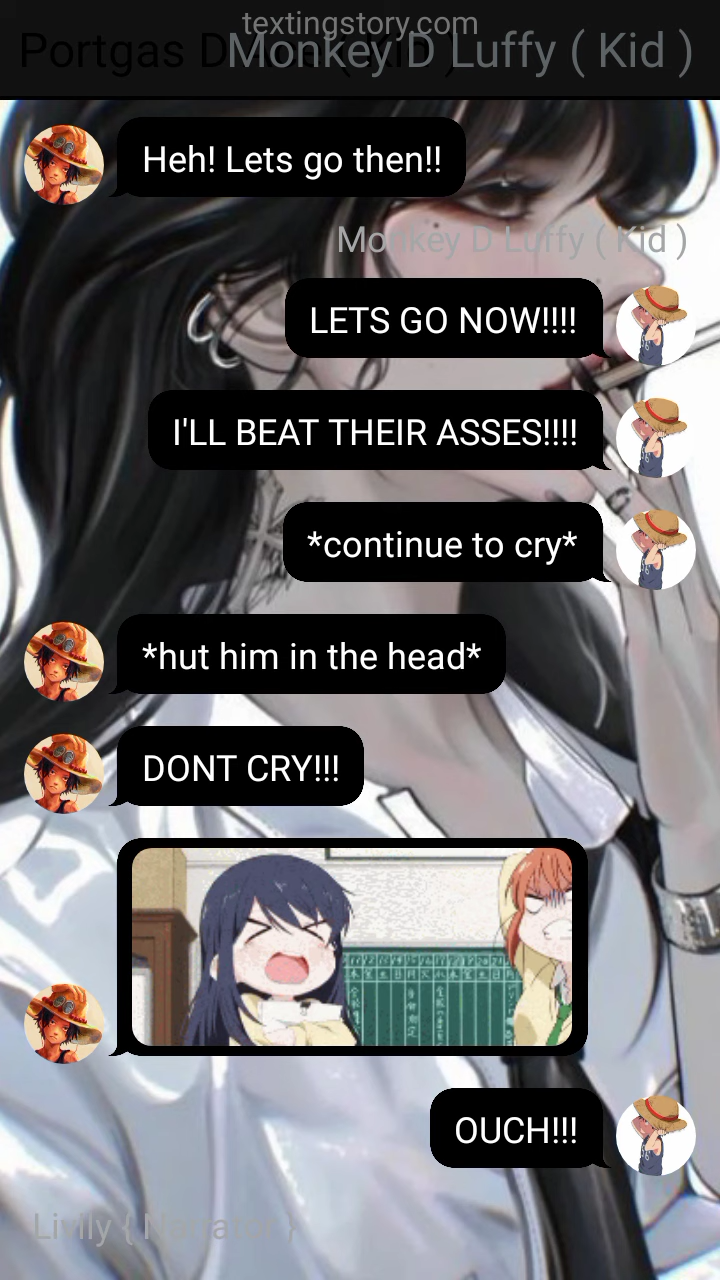 textingstory.com
Portgas D Monkey D Luffy ( Kid )
Heh! Lets go then!!
Monkey D Luffy ( Kid )
LETS GO NOW!!!!
I'LL BEAT THEIR ASSES!!!!
*continue to cry*
*hut him in the head*
DONT CRY!!!
OUCH!!!